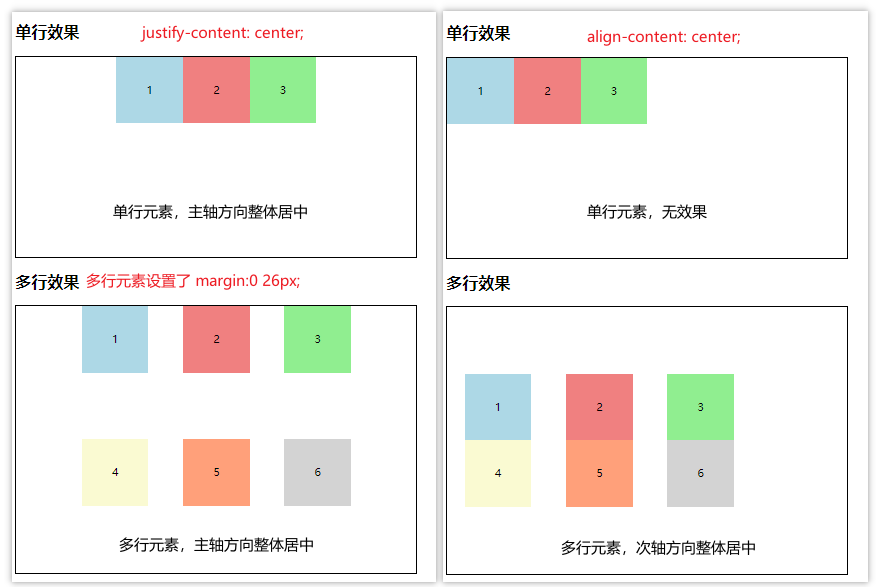 单行效果 justify-content: center;
1 2 3
单行元素，主轴方向整体居中
多行效果 多行元素设置了 margin:0 26px;
1 2 3
4 5 6
多行元素，主轴方向整体居中
单行效果 align-content: center;
1 2 3
单行元素，无效果
多行效果
1 2 3
4 5 6
多行元素，次轴方向整体居中